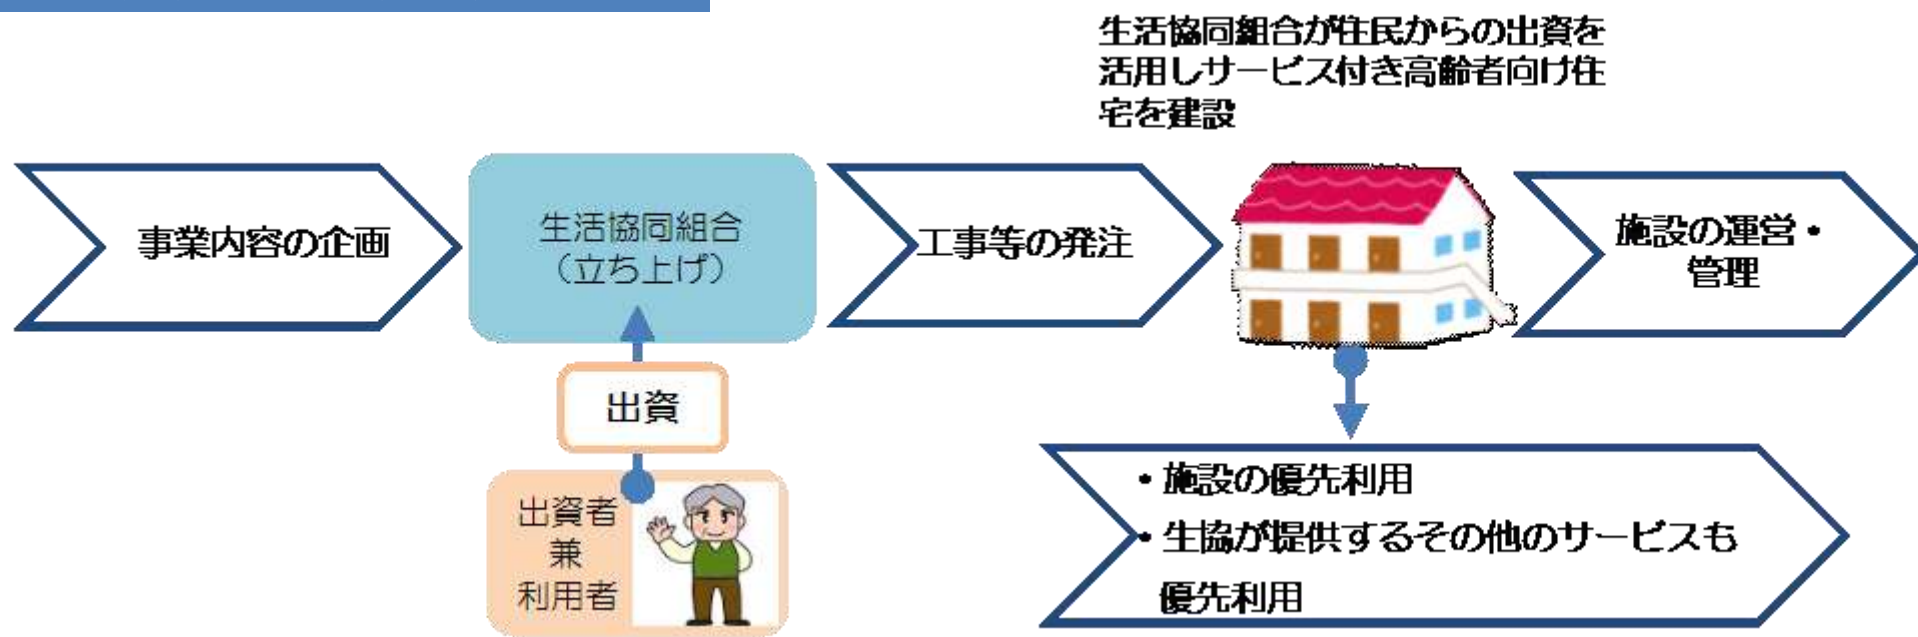 生活協同組合が住民からの出資を
活用しサービス付き高齢者向け住
宅を建設
事業内容の企画
生活協同組合
（立ち上げ）
工事等の発注
施設の運営・
管理
出資
出資者
兼
利用者
・施設の優先利用
・生協が提供するその他のサービスも
優先利用